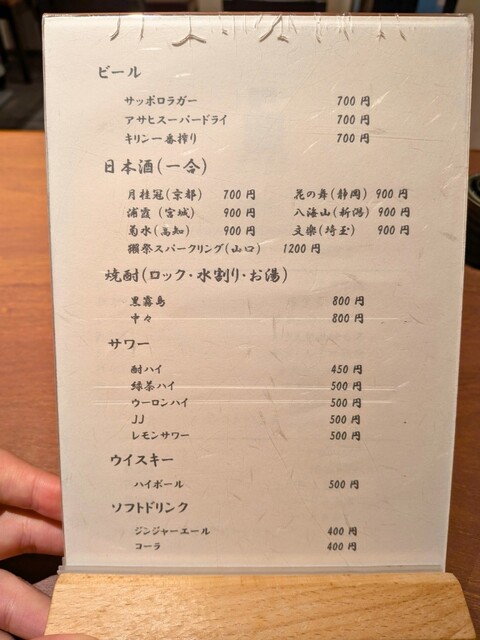 ビール
サッポロラガー 700円
アサヒスーパードライ 700円
キリン一番搾り 700円
日本酒(一合)
月桂冠(京都) 700円 花の舞(静岡) 900円
浦霞(宮城) 900円 八海山(新潟) 900円
菊水(高知) 900円 文楽(埼玉) 900円
獺祭スパークリング(山口) 1200円
焼酎(ロック・水割り・お湯)
黒霧島 800円
中々 800円
サワー
酎ハイ 450円
緑茶ハイ 500円
ウーロンハイ 500円
JJ 500円
レモンサワー 500円
ウイスキー
ハイボール 500円
ソフトドリンク
ジンジャーエール 400円
コーラ 400円